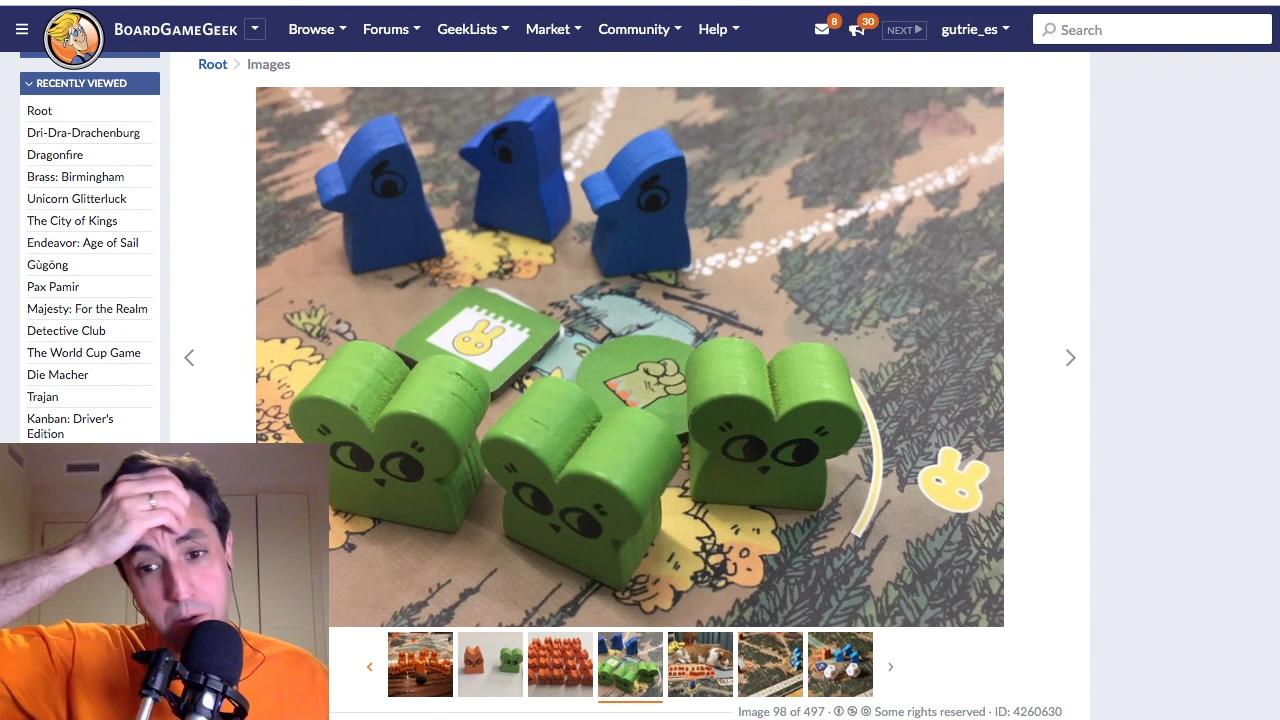 BOARDGAMEGEEK Browse Forums GeekLists Market Community Help 8 30 NEXT gutrie_es Search
Root Images
RECENTLY VIEWED
Root
Dri-Dra-Drachenburg
Dragonfire
Brass: Birmingham
Unicorn Glitterluck
The City of Kings
Endeavor: Age of Sail
Gùgōng
Pax Pamir
Majesty: For the Realm
Detective Club
The World Cup Game
Die Macher
Trajan
Kanban: Driver's
Edition
Image 98 of 497 · Some rights reserved · ID: 4260630